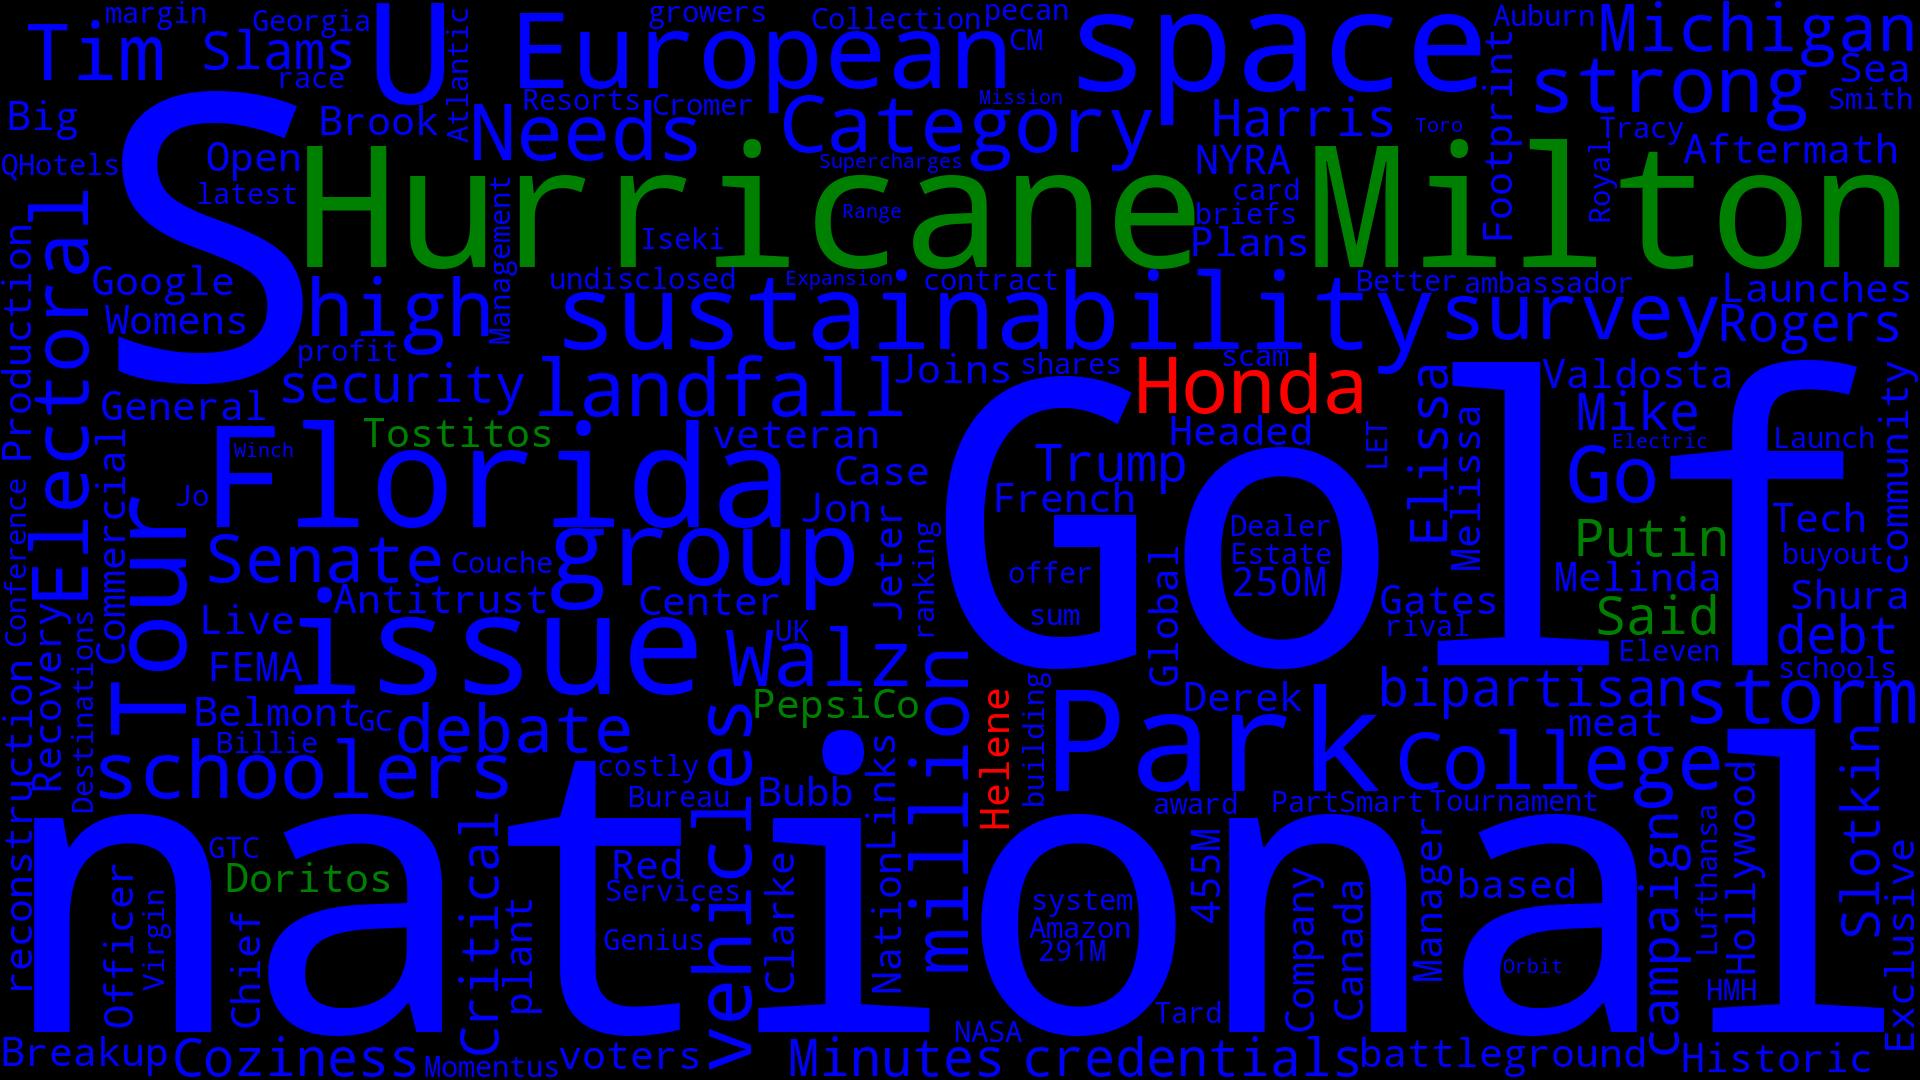 margin
Georgia
Tim
Slams
race
U
Atlantic
European
growers
Collection
pecan
CM
space
Auburn
Michigan
strong
Sea
Smith
Big
Brook
Resorts
Cromer
Needs
Mission
Category
Harris
Toro
Footprint
Tracy
Royal
Aftermath
QHotels
Open
latest
S
Hurricane
Supercharges
Range
Iseki
NYRA
card
briefs
Plans
Milton
Electoral
Production
Google
Womens
high
Management
undisclosed
Expansion
contract
sustainability
Better
ambassador
survey
Launches
Rogers
profit
security
landfall
Joins
shares
scam
Honda
Valdosta
General
Tostitos
veteran
Headed
LET
Elissa
Melissa
Mike
Electric
Launch
community
Winch
Florida
Case
Trump
French
Golf
Go
Commercial
Jo
Jon
Jeter
ranking
Dealer
Estate
250M
Putin
Tech
buyout
Conference
Tour
Senate
Couche
group
offer
sum
Global
Gates
rival
Melinda
Said
Shura
debt
Antitrust
Center
Live
FEMA
issue
UK
Walz
Eleven
schools
Recovery
Destinations
Belmont
GC
debate
PepsiCo
million
Helene
building
Park
Derek
bipartisan
meat
storm
Billie
schoolers
costly
Bureau
vehicles
Bubb
Links
award
PartSmart
Tournament
College
reconstruction
GTC
Doritos
Red
Services
Genius
Critical
plant
Clarke
Nation
system
Amazon
291M
455M
Company
Canada
Manager
based
Orbit
campaign
Lufthansa
Hollywood
HMH
Slotkin
Exclusive
national
Officer
Virgin
Chief
Tard
NASA
Breakup
Coziness
Momentus
voters
Minutes
credentials
battleground
Historic